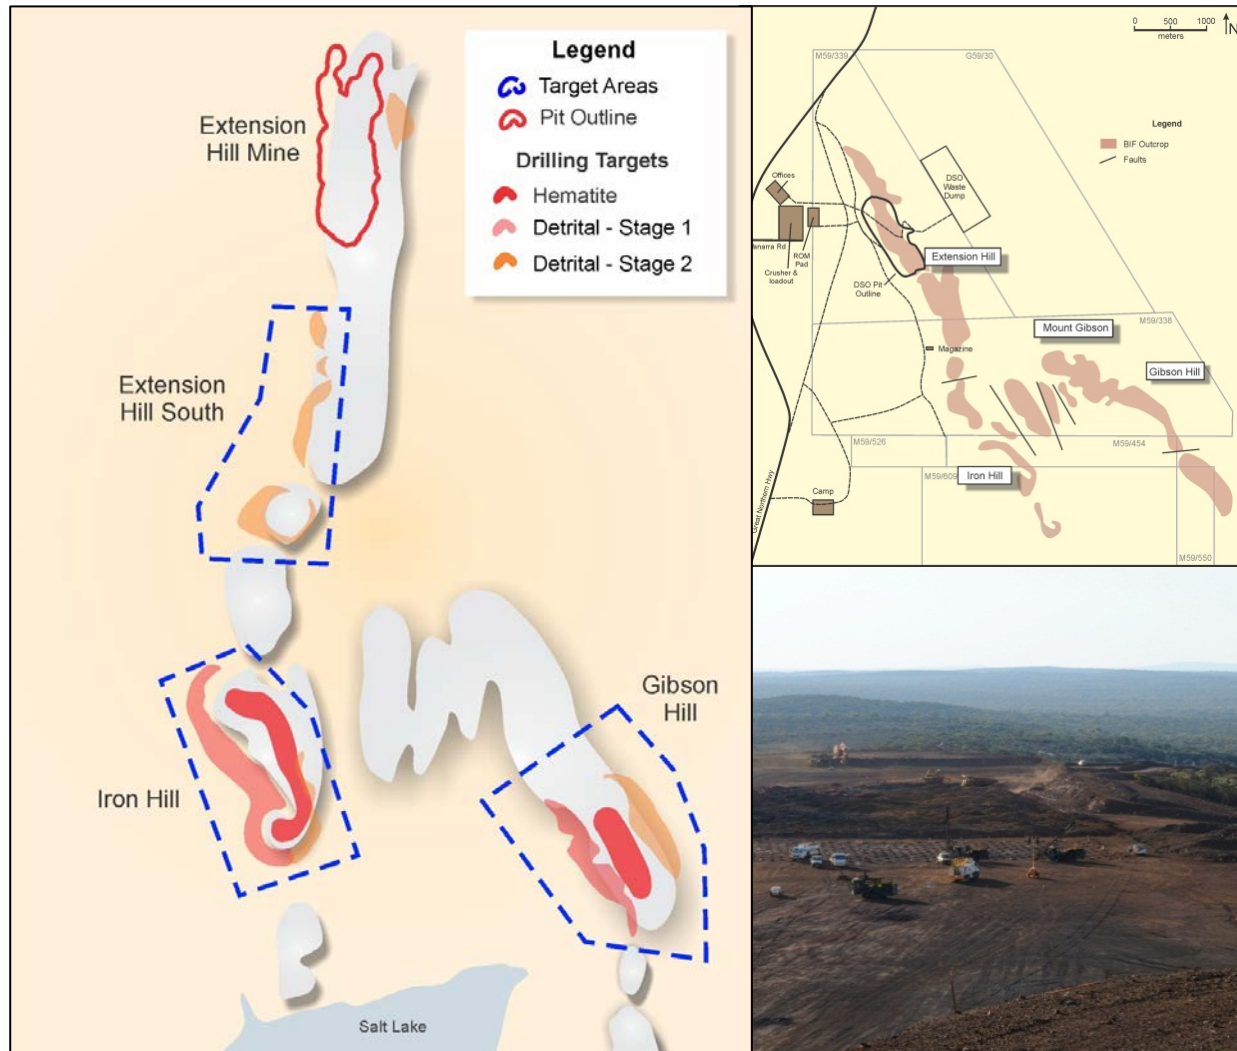 Legend
Target Areas
Pit Outline
Drilling Targets
Hematite
Detrital - Stage 1
Detrital - Stage 2
Extension
Hill Mine
Extension
Hill South
Gibson
Hill
Iron Hill
Salt Lake
0 500 1000
meters
N
M59/339
G59/30
Legend
BIF Outcrop
Faults
Offices
DSO
Waste
Dump
Rd
ROM
Pad
Crusher &
loadout
Extension Hill
DSO Pit
Outline
Mount Gibson
M59/338
Magazine
Gibson Hill
M59/526
M59/454
M59/609
Iron Hill
Camp
Great Northern Hwy
M59/550